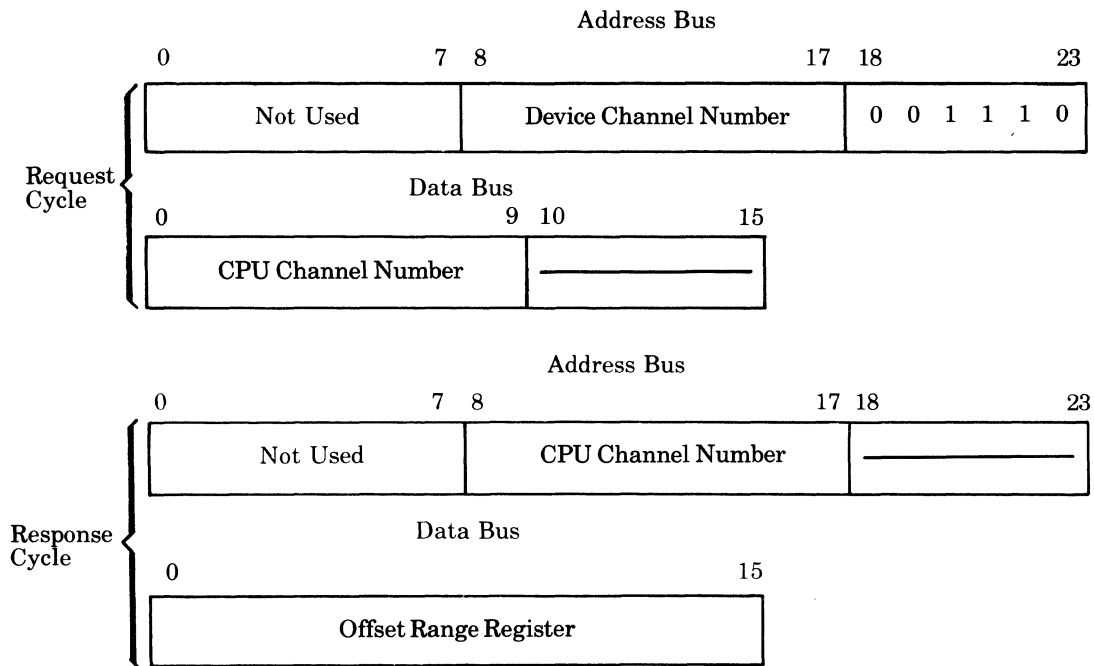 Address Bus
0 7 8 17 18 23
Not Used Device Channel Number 0 0 1 1 1 0
Request
Cycle
Data Bus
0 9 10 15
CPU Channel Number
Address Bus
0 7 8 17 18 23
Not Used CPU Channel Number
Response
Cycle
Data Bus
0 15
Offset Range Register